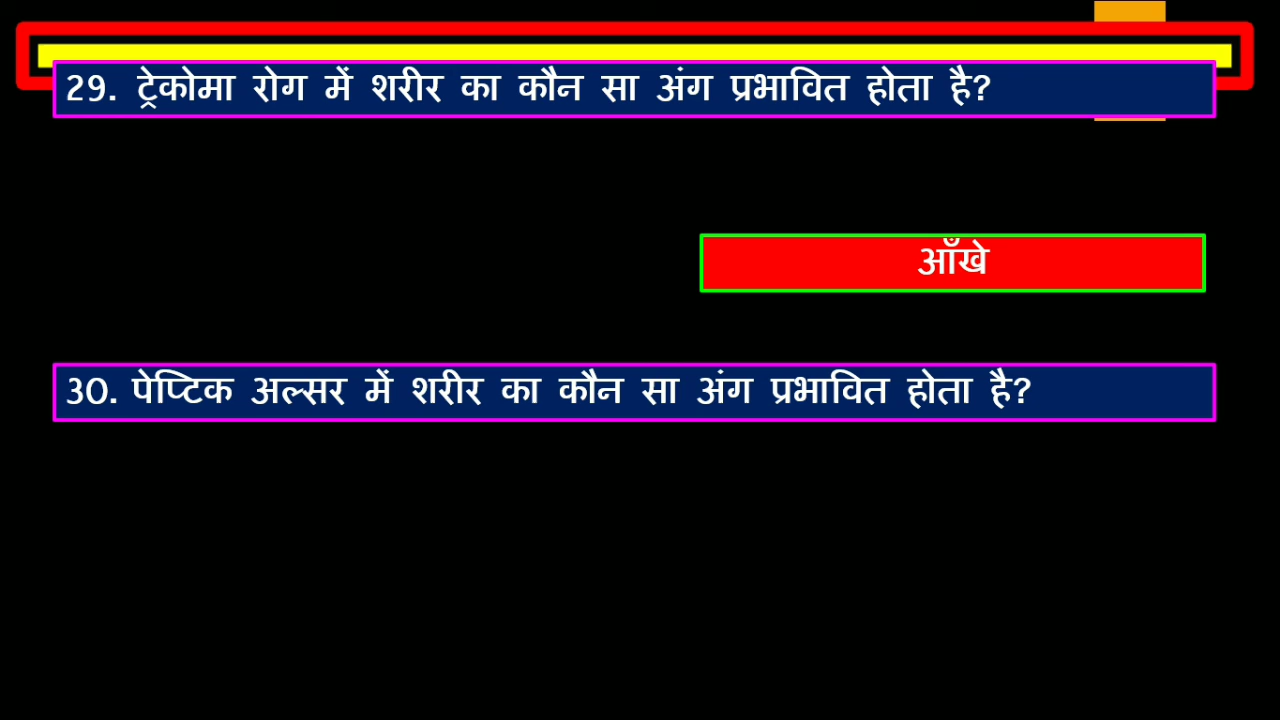 29. ट्रेकोमा रोग में शरीर का कौन सा अंग प्रभावित होता है?
आँखे
30. पेप्टिक अल्सर में शरीर का कौन सा अंग प्रभावित होता है?